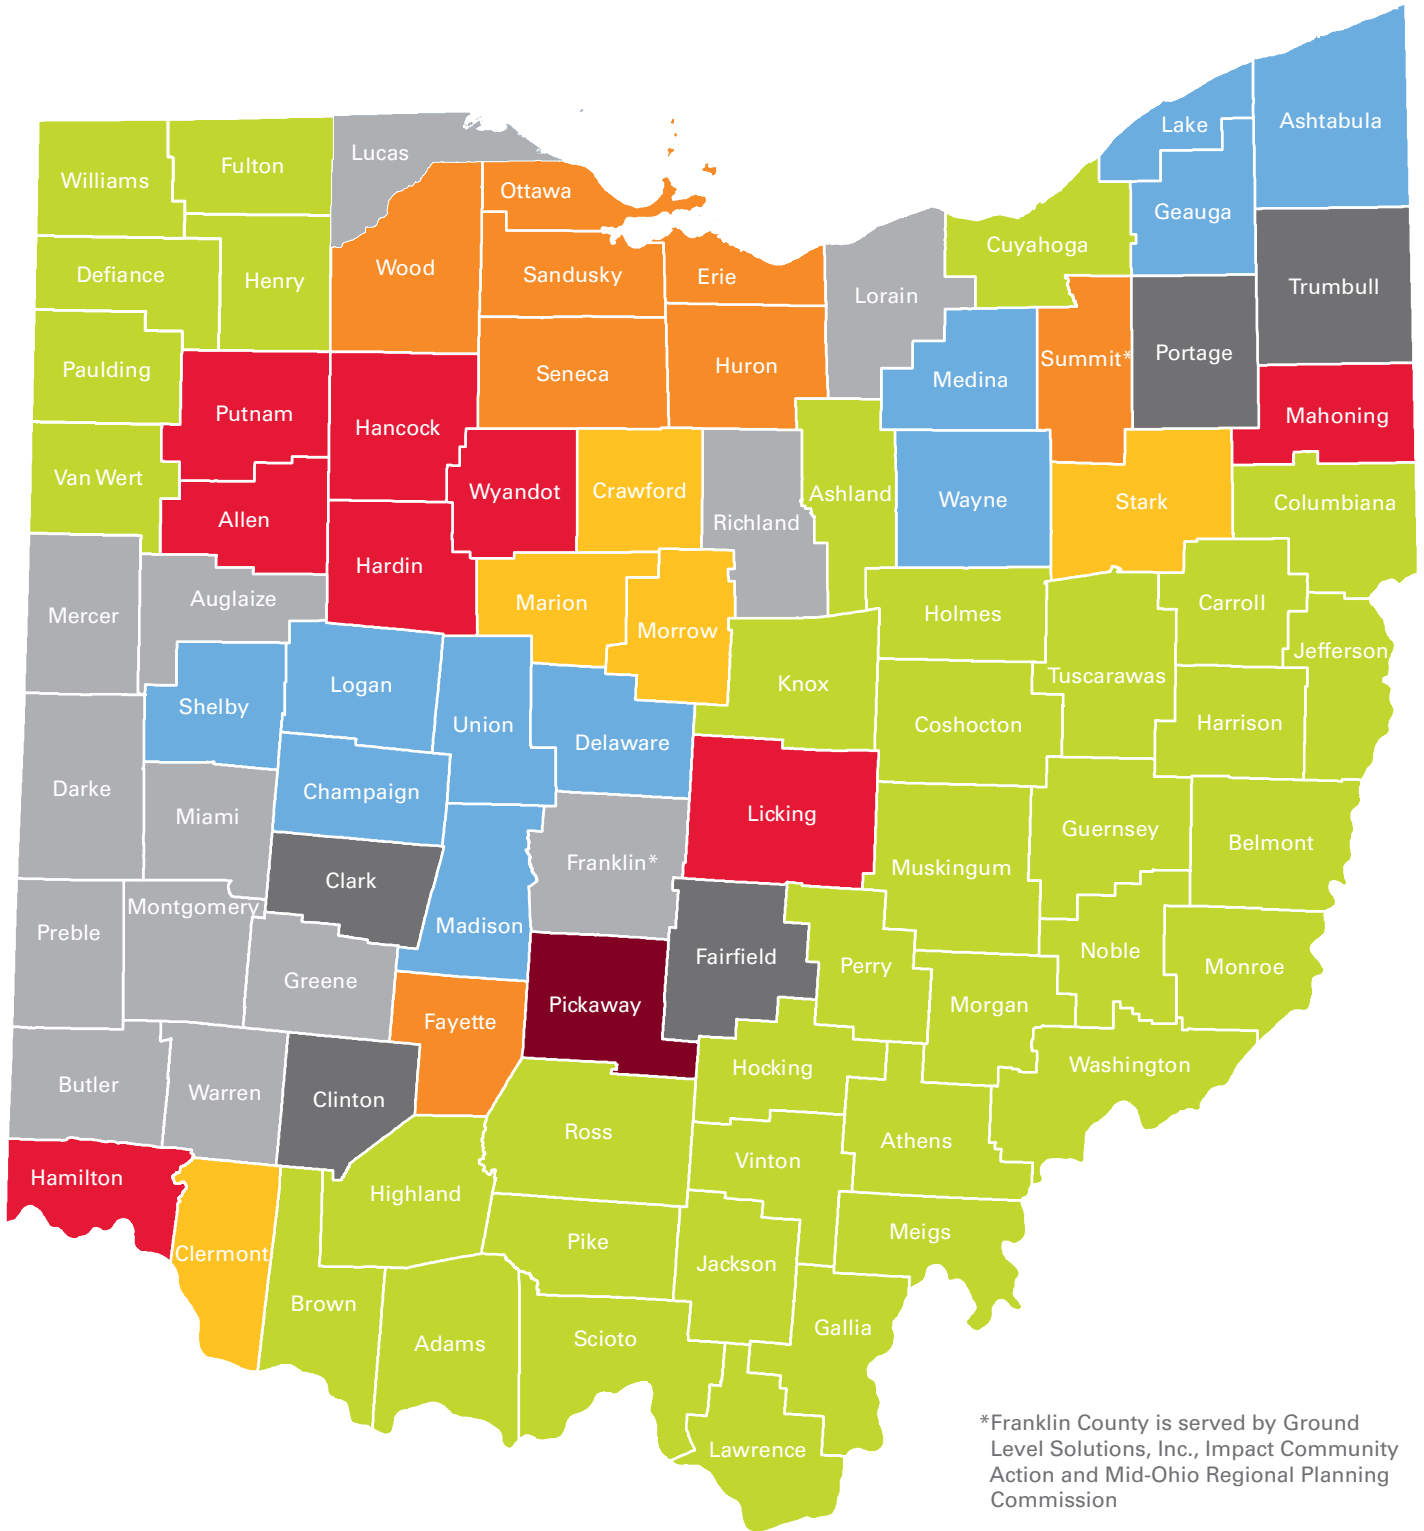 Ashtabula
Lake
Lucas
Fulton
Williams
Ottawa
Geauga
Cuyahoga
Wood
Sandusky
Erie
Defiance
Henry
Trumbull
Lorain
Portage
Summit*
Huron
Paulding
Seneca
Medina
Putnam
Mahoning
Hancock
Van Wert
Wyandot
Crawford
Ashland
Wayne
Stark
Columbiana
Allen
Richland
Hardin
Auglaize
Marion
Carroll
Mercer
Holmes
Morrow
Jefferson
Tuscarawas
Logan
Knox
Shelby
Union
Coshocton
Harrison
Delaware
Darke
Champaign
Miami
Licking
Guernsey
Belmont
Franklin*
Muskingum
Clark
Montgomery
Madison
Preble
Noble
Fairfield
Perry
Monroe
Greene
Pickaway
Morgan
Fayette
Hocking
Washington
Butler
Warren
Clinton
Ross
Athens
Vinton
Hamilton
Highland
Meigs
Pike
Clermont
Jackson
Brown
Gallia
Scioto
Adams
Lawrence
*Franklin County is served by Ground
Level Solutions, Inc., Impact Community
Action and Mid-Ohio Regional Planning
Commission